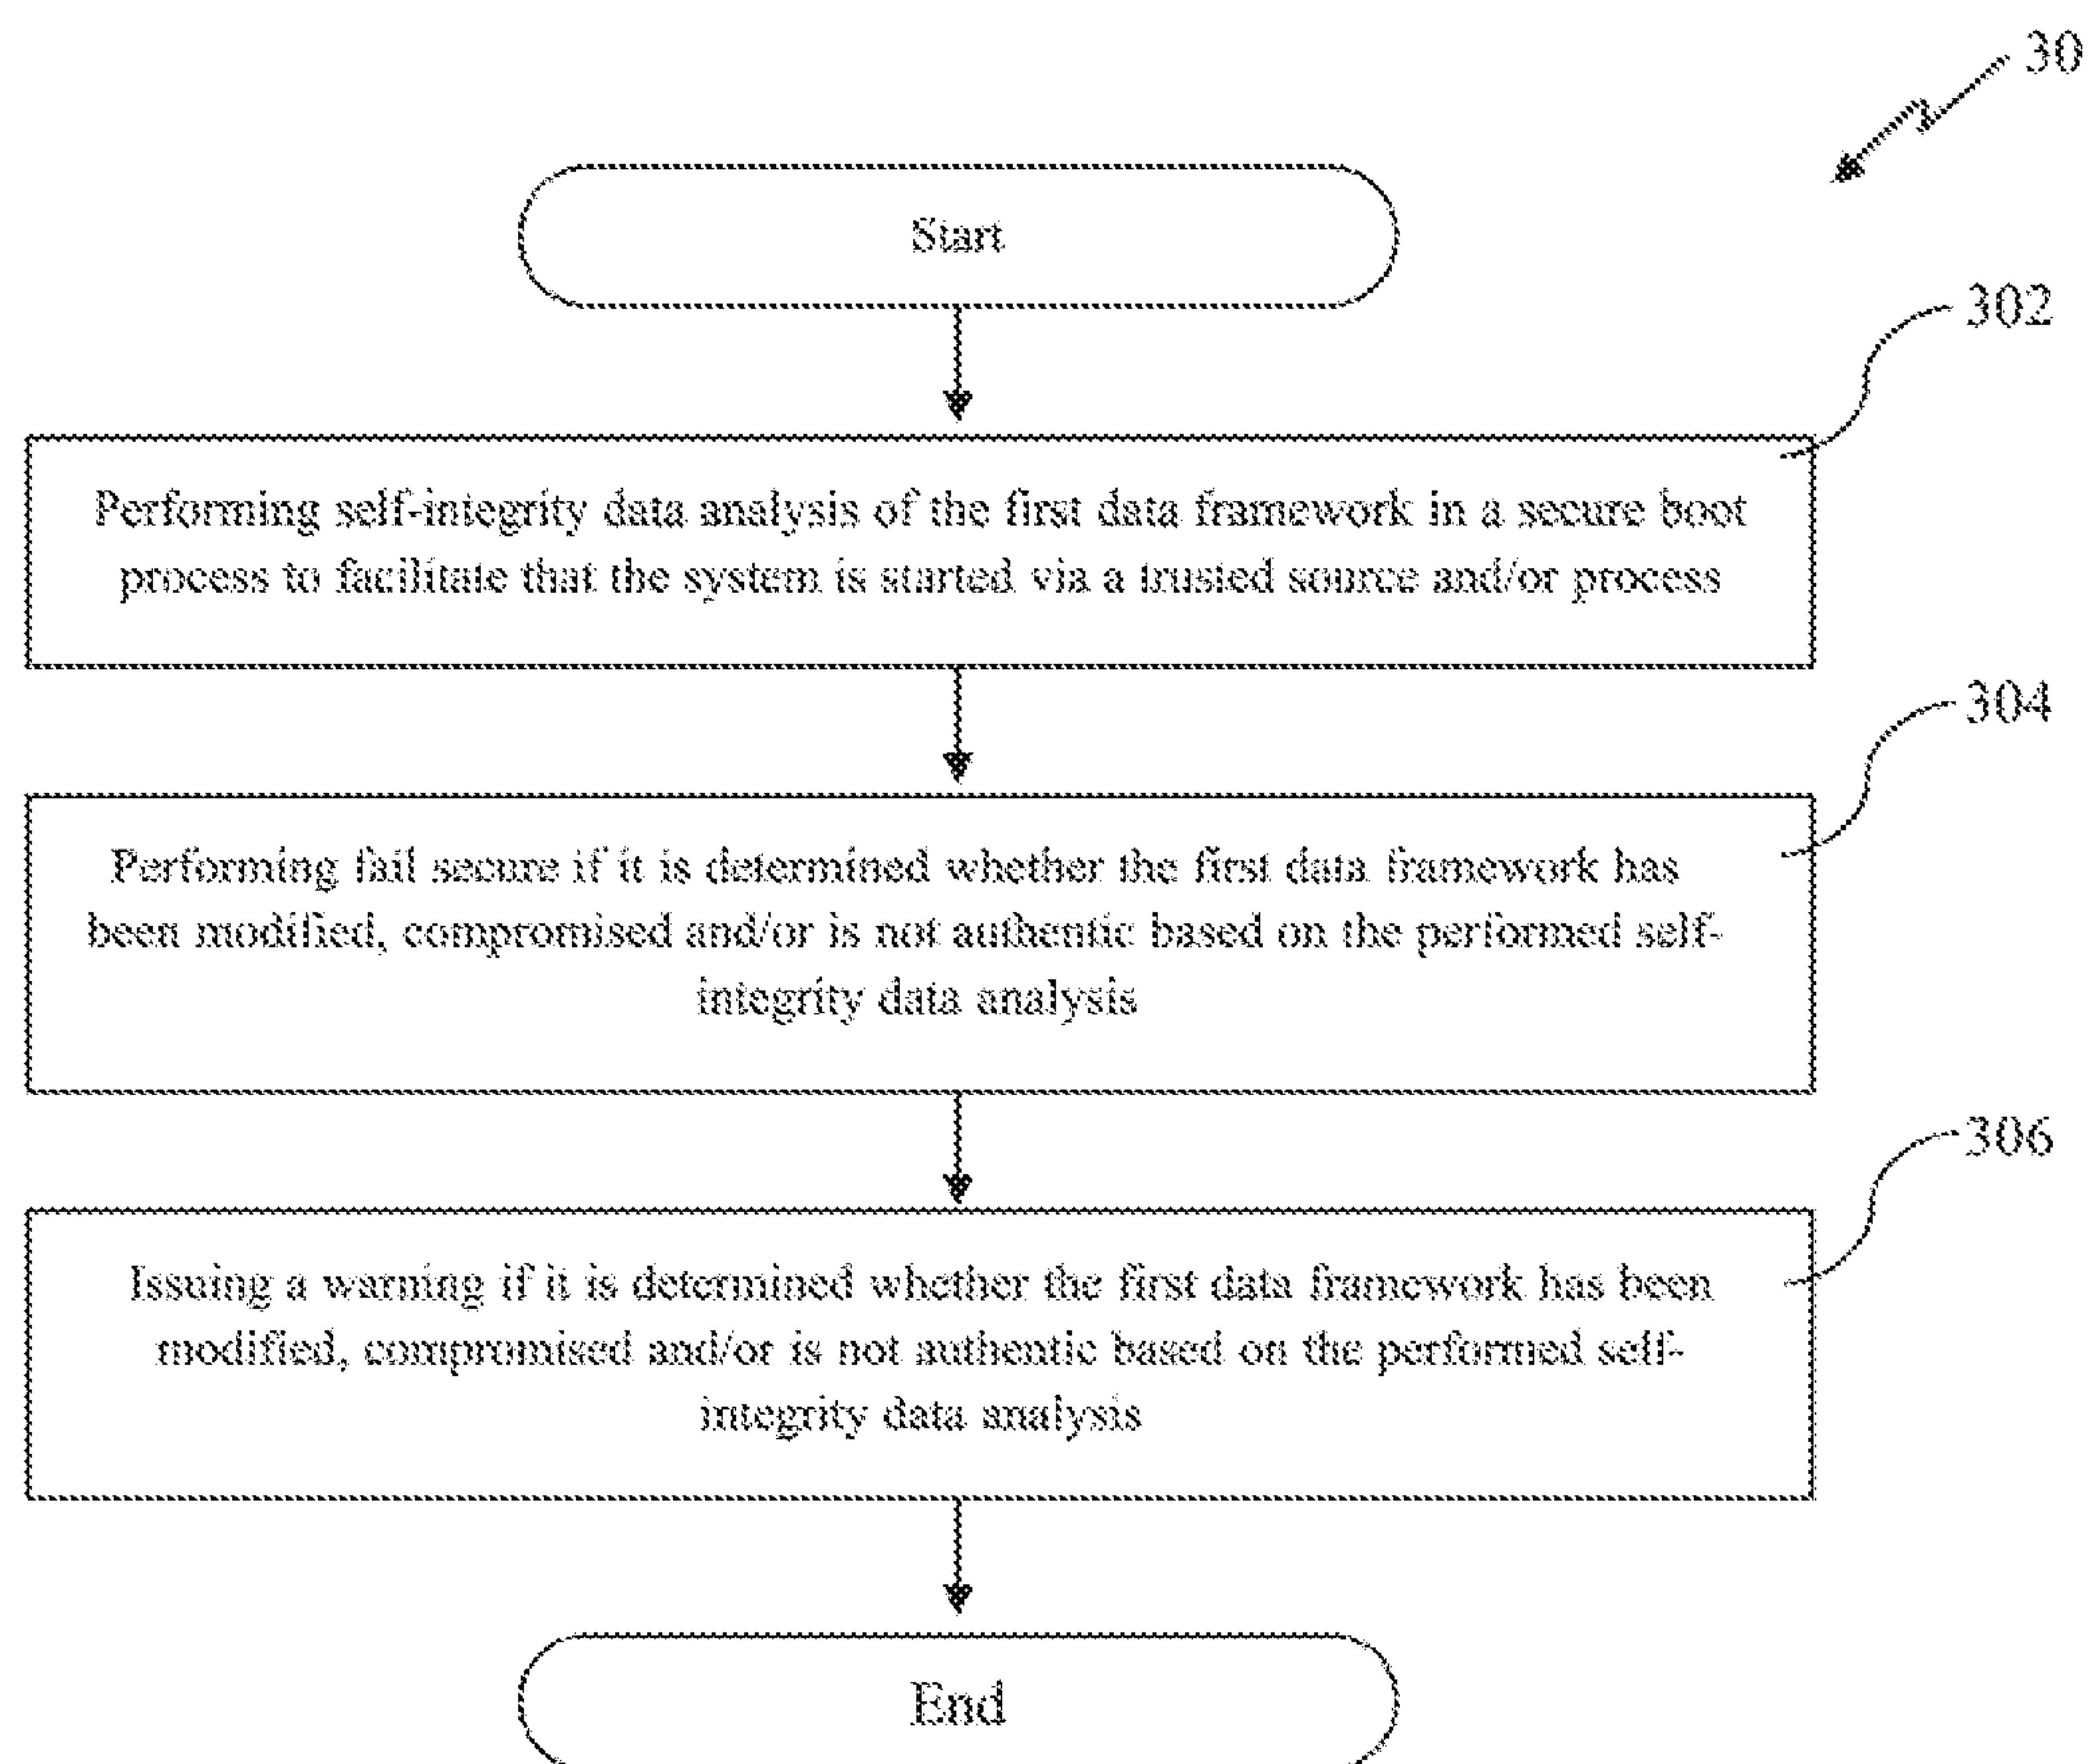 30
Start
302
Performing self-integrity data analysis of the first data framework in a secure boot
process to facilitate that the system is started via a trusted source and/or process
304
Performing fail secure if it is determined whether the first data framework has
been modified, compromised and/or is not authentic based on the performed self-
integrity data analysis
306
Issuing a warning if it is determined whether the first data framework has been
modified, compromised and/or is not authentic based on the performed self-
integrity data analysis
End